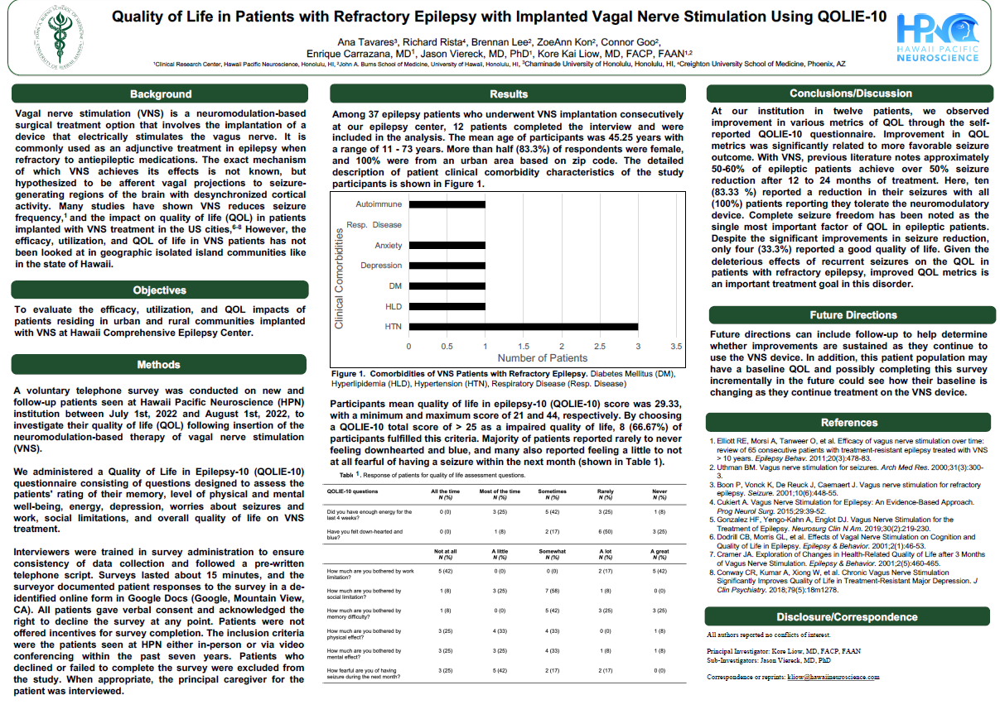 Quality of Life in Patients with Refractory Epilepsy with Implanted Vagal Nerve Stimulation Using QOLIE-10
Ana Tavares³, Richard Rista⁴, Brennan Lee², ZoeAnn Kon², Connor Goo²,
Enrique Carrazana, MD¹, Jason Viereck, MD, PhD¹, Kore Kai Liow, MD, FACP, FAAN¹,²
¹Clinical Research Center, Hawaii Pacific Neuroscience, Honolulu, HI, ²John A. Burns School of Medicine, University of Hawaii, Honolulu, HI, ³Chaminade University of Honolulu, Honolulu, HI, ⁴Creighton University School of Medicine, Phoenix, AZ
HPN
HAWAII PACIFIC
NEUROSCIENCE
Background
Vagal nerve stimulation (VNS) is a neuromodulation-based
surgical treatment option that involves the implantation of a
device that electrically stimulates the vagus nerve. It is
commonly used as an adjunctive treatment in epilepsy when
refractory to antiepileptic medications. The exact mechanism
of which VNS achieves its effects is not known, but
hypothesized to be afferent vagal projections to seizure-
generating regions of the brain with desynchronized cortical
activity. Many studies have shown VNS reduces seizure
frequency,¹ and the impact on quality of life (QOL) in patients
implanted with VNS treatment in the US cities,⁶⁻⁸ However, the
efficacy, utilization, and QOL of life in VNS patients has not
been looked at in geographic isolated island communities like
in the state of Hawaii.
Objectives
To evaluate the efficacy, utilization, and QOL impacts of
patients residing in urban and rural communities implanted
with VNS at Hawaii Comprehensive Epilepsy Center.
Methods
A voluntary telephone survey was conducted on new and
follow-up patients seen at Hawaii Pacific Neuroscience (HPN)
institution between July 1st, 2022 and August 1st, 2022, to
investigate their quality of life (QOL) following insertion of the
neuromodulation-based therapy of vagal nerve stimulation
(VNS).
We administered a Quality of Life in Epilepsy-10 (QOLIE-10)
questionnaire consisting of questions designed to assess the
patients' rating of their memory, level of physical and mental
well-being, energy, depression, worries about seizures and
work, social limitations, and overall quality of life on VNS
treatment.
Interviewers were trained in survey administration to ensure
consistency of data collection and followed a pre-written
telephone script. Surveys lasted about 15 minutes, and the
surveyor documented patient responses to the survey in a de-
identified online form in Google Docs (Google, Mountain View,
CA). All patients gave verbal consent and acknowledged the
right to decline the survey at any point. Patients were not
offered incentives for survey completion. The inclusion criteria
were the patients seen at HPN either in-person or via video
conferencing within the past seven years. Patients who
declined or failed to complete the survey were excluded from
the study. When appropriate, the principal caregiver for the
patient was interviewed.
Results
Among 37 epilepsy patients who underwent VNS implantation consecutively
at our epilepsy center, 12 patients completed the interview and were
included in the analysis. The mean age of participants was 45.25 years with
a range of 11 - 73 years. More than half (83.3%) of respondents were female,
and 100% were from an urban area based on zip code. The detailed
description of patient clinical comorbidity characteristics of the study
participants is shown in Figure 1.
Clinical Comorbidities
Autoimmune
Resp. Disease
Anxiety
Depression
DM
HLD
HTN
0 0.5 1 1.5 2 2.5 3 3.5
Number of Patients
Figure 1. Comorbidities of VNS Patients with Refractory Epilepsy. Diabetes Mellitus (DM),
Hyperlipidemia (HLD), Hypertension (HTN), Respiratory Disease (Resp. Disease)
Participants mean quality of life in epilepsy-10 (QOLIE-10) score was 29.33,
with a minimum and maximum score of 21 and 44, respectively. By choosing
a QOLIE-10 total score of > 25 as a impaired quality of life, 8 (66.67%) of
participants fulfilled this criteria. Majority of patients reported rarely to never
feeling downhearted and blue, and many also reported feeling a little to not
at all fearful of having a seizure within the next month (shown in Table 1).
Table 1. Response of patients for quality of life assessment questions.
QOLIE-10 questions All the time Most of the time Sometimes Rarely Never
N (%) N (%) N (%) N (%) N (%)
Did you have enough energy for the 0 (0) 3 (25) 5 (42) 3 (25) 1 (8)
last 4 weeks?
Have you felt down-hearted and 0 (0) 1 (8) 2 (17) 6 (50) 3 (25)
blue?
Not at all A little Somewhat A lot A great
N (%) N (%) N (%) N (%) N (%)
How much are you bothered by work 5 (42) 0 (0) 0 (0) 2 (17) 5 (42)
limitation?
How much are you bothered by 1 (8) 3 (25) 7 (58) 1 (8) 0 (0)
social limitation?
How much are you bothered by 1 (8) 0 (0) 5 (42) 3 (25) 3 (25)
memory difficulty?
How much are you bothered by 3 (25) 4 (33) 4 (33) 0 (0) 1 (8)
physical effect?
How much are you bothered by 3 (25) 3 (25) 4 (33) 1 (8) 1 (8)
mental effect?
How fearful are you of having 3 (25) 5 (42) 2 (17) 2 (17) 0 (0)
seizure during the next month?
Conclusions/Discussion
At our institution in twelve patients, we observed
improvement in various metrics of QOL through the self-
reported QOLIE-10 questionnaire. Improvement in QOL
metrics was significantly related to more favorable seizure
outcome. With VNS, previous literature notes approximately
50-60% of epileptic patients achieve over 50% seizure
reduction after 12 to 24 months of treatment. Here, ten
(83.33 %) reported a reduction in their seizures with all
(100%) patients reporting they tolerate the neuromodulatory
device. Complete seizure freedom has been noted as the
single most important factor of QOL in epileptic patients.
Despite the significant improvements in seizure reduction,
only four (33.3%) reported a good quality of life. Given the
deleterious effects of recurrent seizures on the QOL in
patients with refractory epilepsy, improved QOL metrics is
an important treatment goal in this disorder.
Future Directions
Future directions can include follow-up to help determine
whether improvements are sustained as they continue to
use the VNS device. In addition, this patient population may
have a baseline QOL and possibly completing this survey
incrementally in the future could see how their baseline is
changing as they continue treatment on the VNS device.
References
1. Elliott RE, Morsi A, Tanweer O, et al. Efficacy of vagus nerve stimulation over time:
review of 65 consecutive patients with treatment-resistant epilepsy treated with VNS
> 10 years. Epilepsy Behav. 2011;20(3):478-83.
2. Uthman BM. Vagus nerve stimulation for seizures. Arch Med Res. 2000;31(3):300-
3.
3. Boon P, Vonck K, De Reuck J, Caemaert J. Vagus nerve stimulation for refractory
epilepsy. Seizure. 2001;10(6):448-55.
4. Cukiert A. Vagus Nerve Stimulation for Epilepsy: An Evidence-Based Approach.
Prog Neurol Surg. 2015;29:39-52.
5. Gonzalez HF, Yengo-Kahn A, Englot DJ. Vagus Nerve Stimulation for the
Treatment of Epilepsy. Neurosurg Clin N Am. 2019;30(2):219-230.
6. Dodrill CB, Morris GL, et al. Effects of Vagal Nerve Stimulation on Cognition and
Quality of Life in Epilepsy. Epilepsy & Behavior. 2001;2(1):46-53.
7. Cramer JA. Exploration of Changes in Health-Related Quality of Life after 3 Months
of Vagus Nerve Stimulation. Epilepsy & Behavior. 2001;2(5):460-465.
8. Conway CR, Kumar A, Xiong W, et al. Chronic Vagus Nerve Stimulation
Significantly Improves Quality of Life in Treatment-Resistant Major Depression. J
Clin Psychiatry. 2018;79(5):18m1278.
Disclosure/Correspondence
All authors reported no conflicts of interest.
Principal Investigator: Kore Liow, MD, FACP, FAAN
Sub-Investigators: Jason Viereck, MD, PhD
Correspondence or reprints: kliow@hawaiineuroscience.com